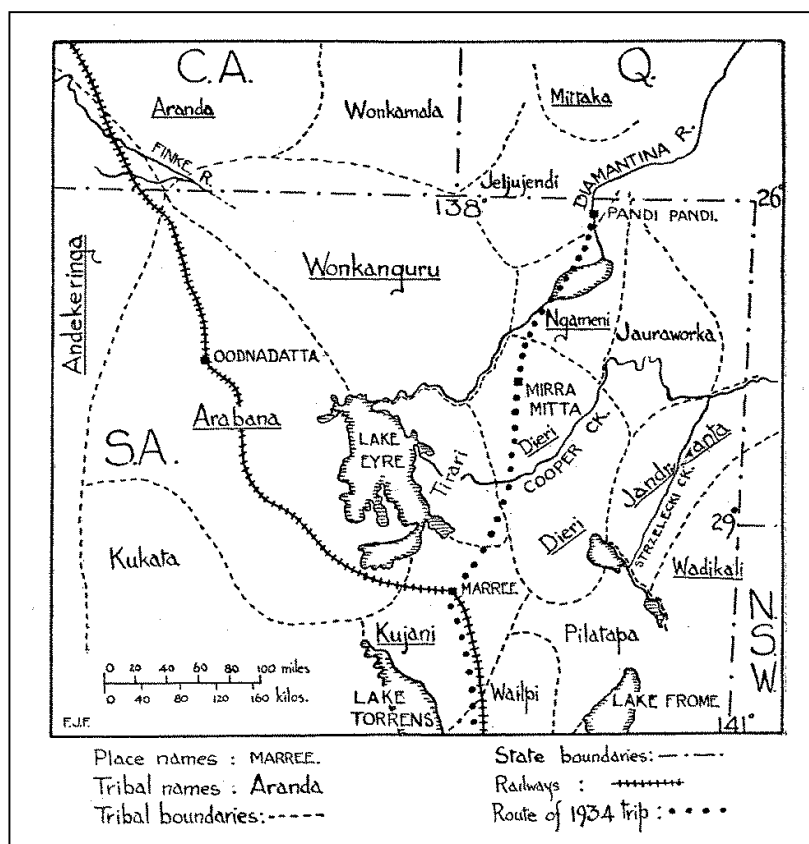 C.A.
Q.
Aranda
Wonkamala
Mittaka
FINKE R.
Jeljujendi
DIAMANTINA R.
138°
26°
PANDI PANDI.
Andekeringa
Wonkanguru
Ngameni
Jauraworka
OODNADATTA
MIRRA
MITTA
Arabana
Dieri
COOPER CK.
LAKE
EYRE
Tirari
S.A.
Jandruwanta
STRZELECKI CK.
29°
Dieri
Wadikali
Kukata
MARREE
N.S.W.
Kujani
Pilatapa
0 20 40 60 80 100 miles
0 40 80 120 160 kilos.
Wailpi
LAKE
TORRENS
LAKE FROME
F.J.F.
141°
Place names : MARREE.
Tribal names : Aranda
Tribal boundaries:
State boundaries:
Railways :
Route of 1934 trip :